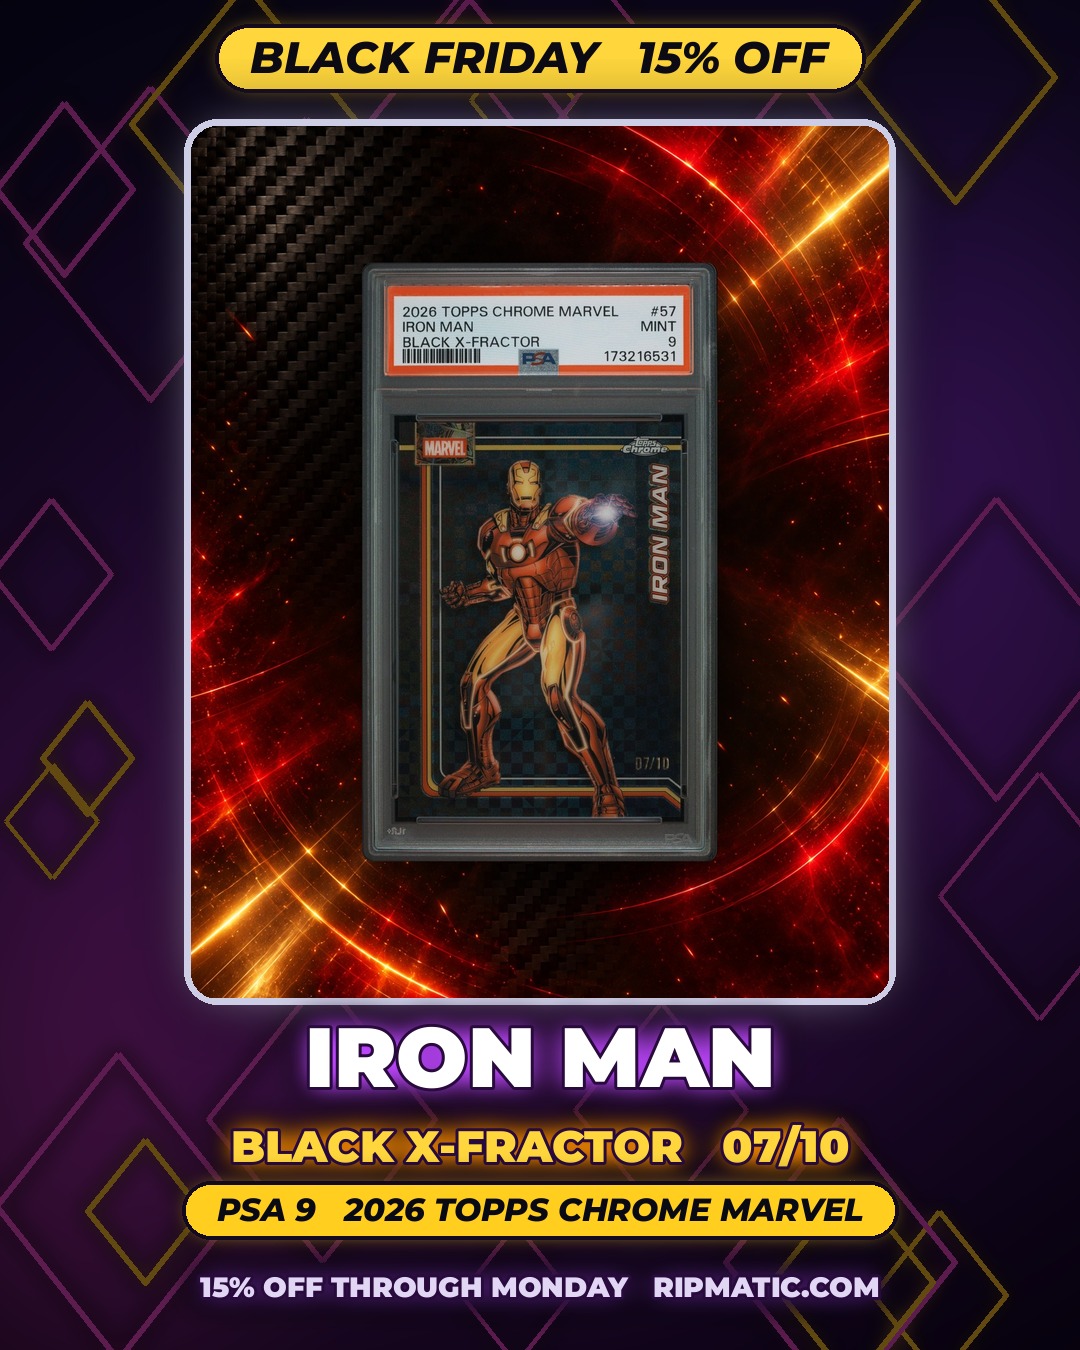 BLACK FRIDAY 15% OFF
2026 TOPPS CHROME MARVEL #57
IRON MAN MINT
BLACK X-FRACTOR 9
PSA 173216531
MARVEL
Topps Chrome
IRON MAN
07/10
PSA
IRON MAN
BLACK X-FRACTOR 07/10
PSA 9 2026 TOPPS CHROME MARVEL
15% OFF THROUGH MONDAY RIPMATIC.COM